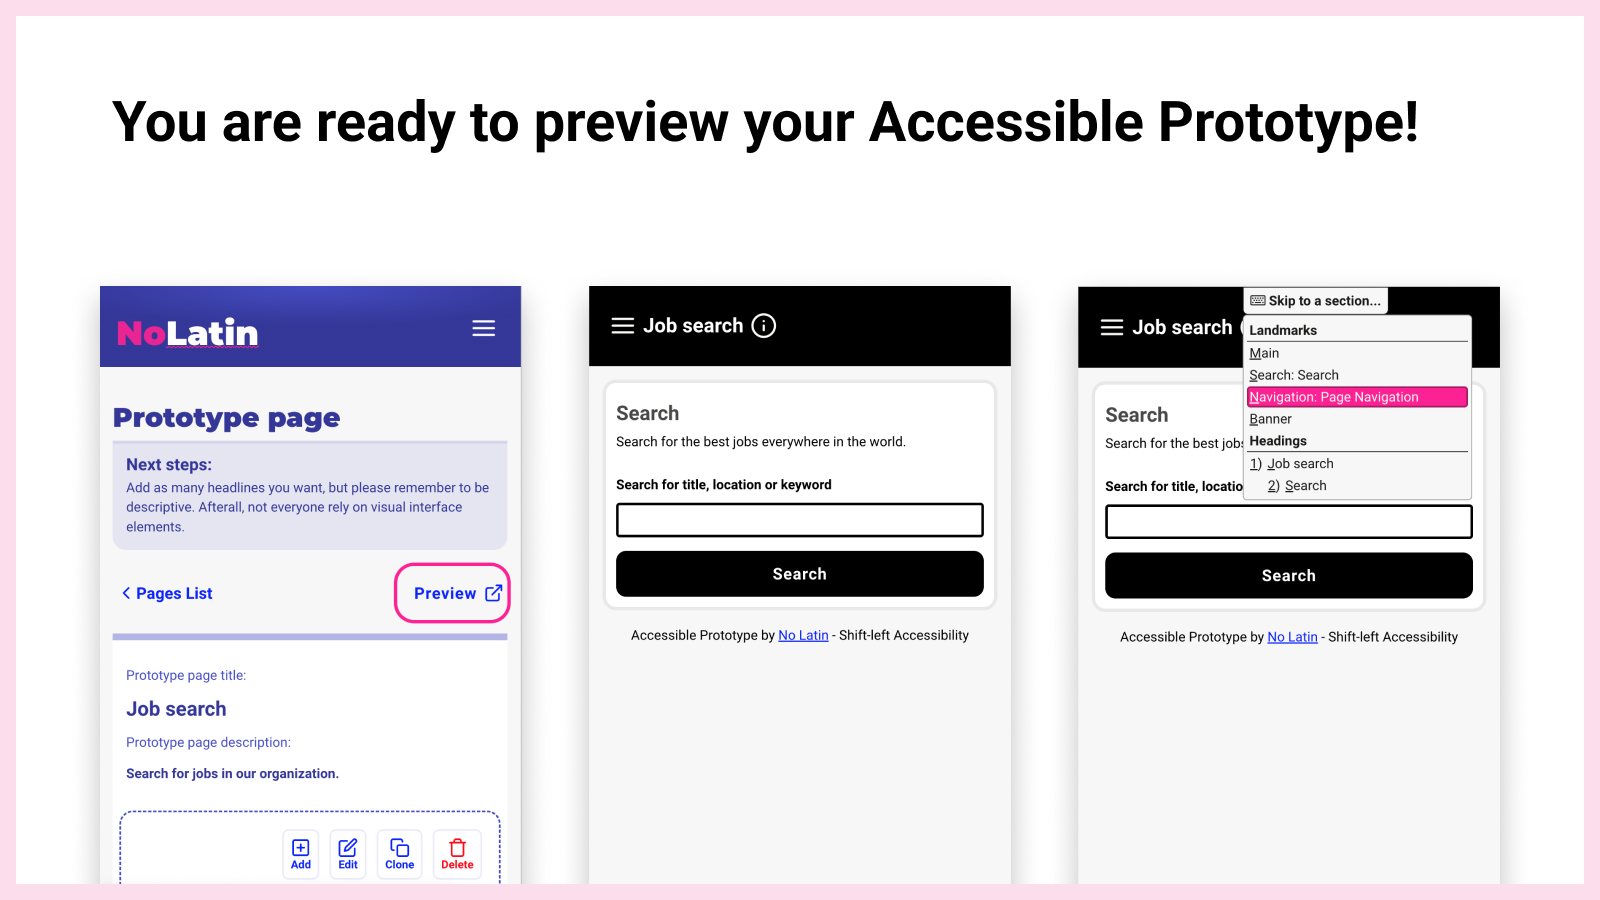 You are ready to preview your Accessible Prototype!
NoLatin
Prototype page
Next steps:
Add as many headlines you want, but please remember to be
descriptive. Afterall, not everyone rely on visual interface
elements.
Pages List
Preview
Prototype page title:
Job search
Prototype page description:
Search for jobs in our organization.
Add
Edit
Clone
Delete
Job search
Search
Search for the best jobs everywhere in the world.
Search for title, location or keyword
Search
Accessible Prototype by No Latin - Shift-left Accessibility
Skip to a section...
Job search
Landmarks
Main
Search: Search
Navigation: Page Navigation
Banner
Headings
1) Job search
2) Search
Search
Search for the best jobs
Search for title, locatio
Search
Accessible Prototype by No Latin - Shift-left Accessibility